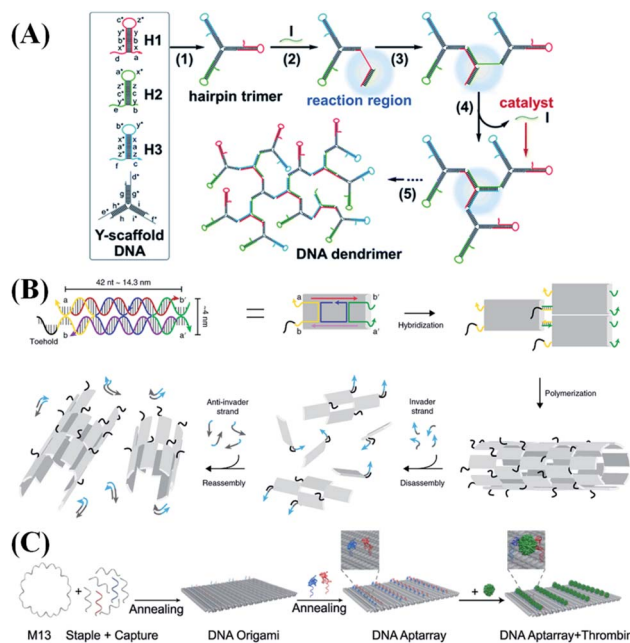 (A)
c* z*
y* y
b* b
x* x
d a
H1
a* x*
z* z
c* c
y* y
e b
H2
b* y*
x* x
a* a
z* z
f c
H3
d*
g g*
h* i
e* h i* f*
Y-scaffold
DNA
(1)
hairpin trimer
I
(2)
reaction region
(3)
(4)
catalyst
I
(5)
DNA dendrimer
(B)
42 nt ~ 14.3 nm
a b'
~4 nm
Toehold
b a'
=
a b'
b a'
Hybridization
Polymerization
Anti-invader
strand
Reassembly
Invader
strand
Disassembly
(C)
+
Annealing
Annealing
+
M13 Staple + Capture DNA Origami DNA Aptarray DNA Aptarray+Thrombin